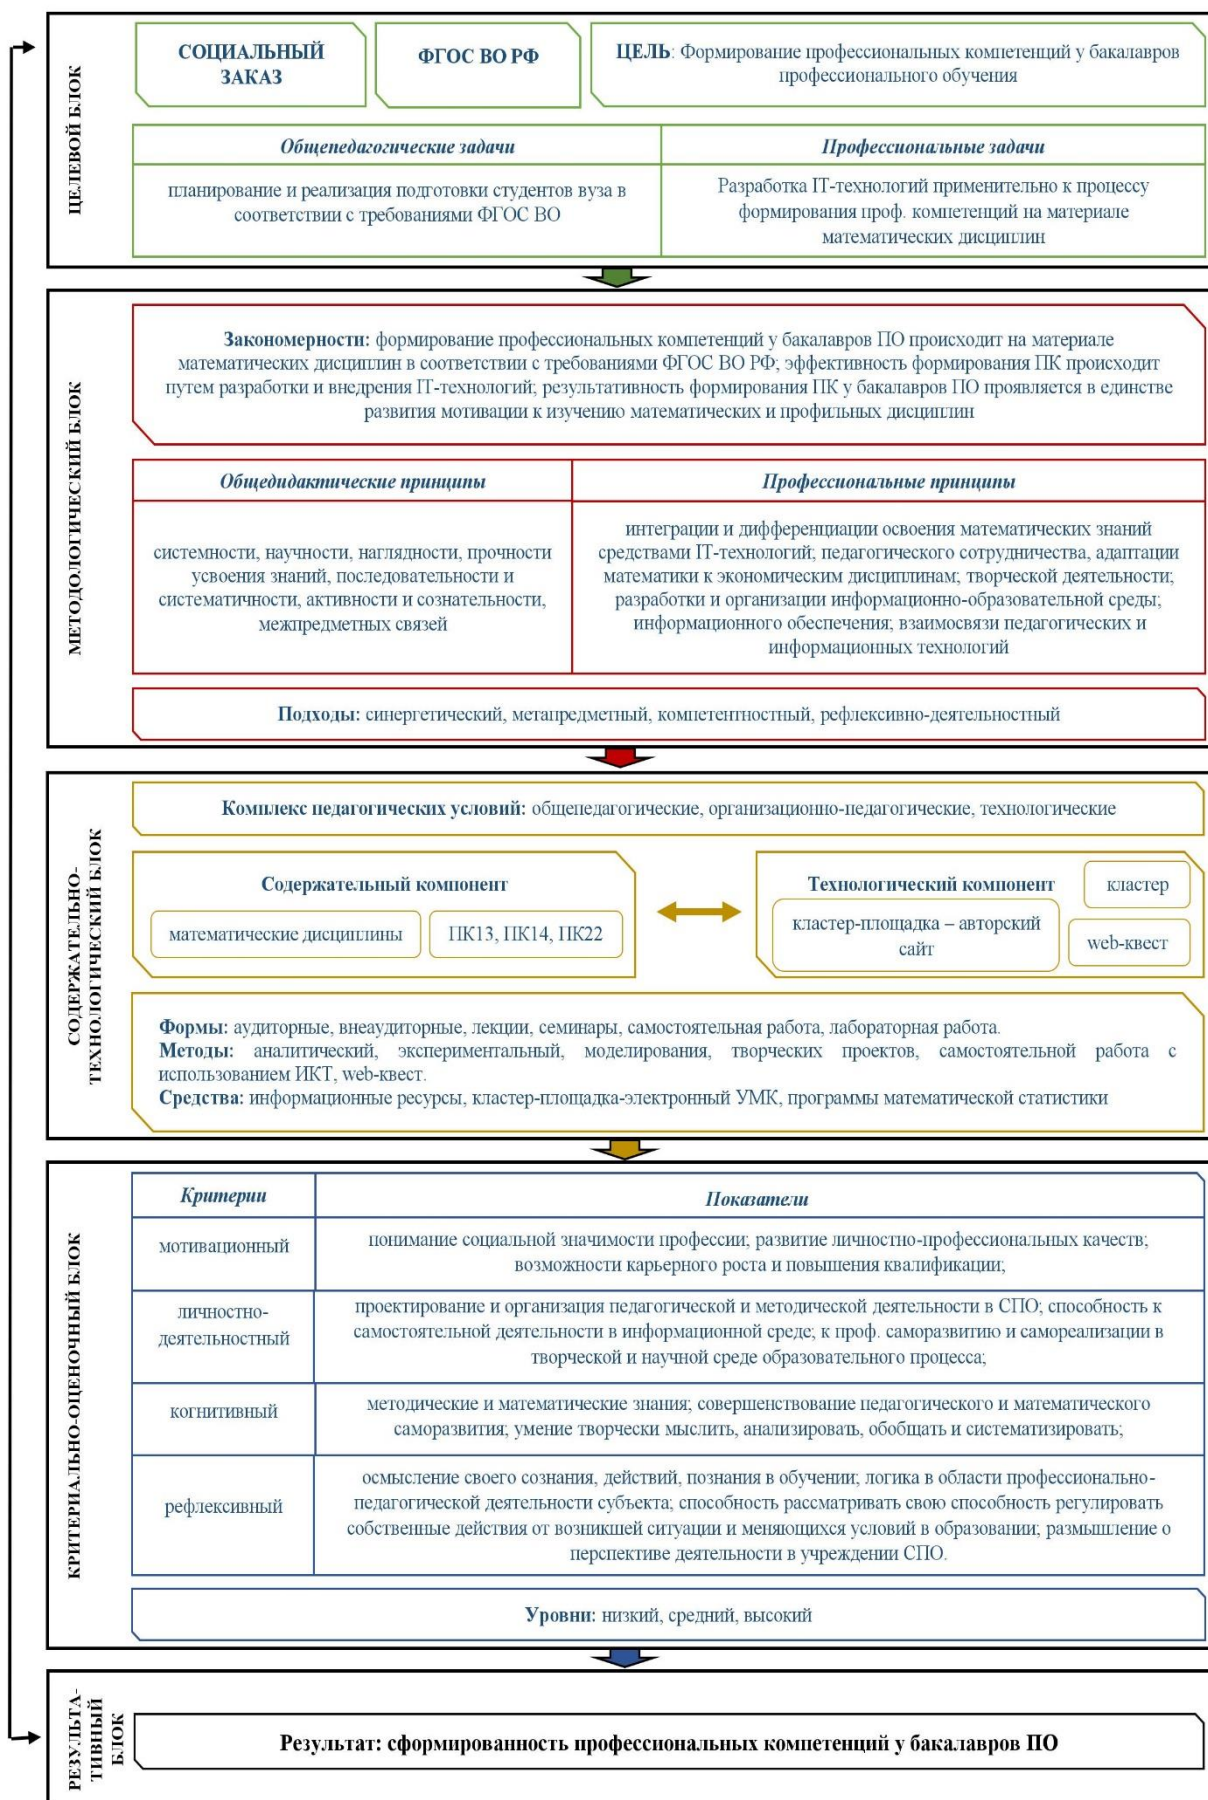 ЦЕЛЕВОЙ БЛОК
СОЦИАЛЬНЫЙ
ЗАКАЗ
ФГОС ВО РФ
ЦЕЛЬ: Формирование профессиональных компетенций у бакалавров
профессионального обучения
Общепедагогические задачи
планирование и реализация подготовки студентов вуза в
соответствии с требованиями ФГОС ВО
Профессиональные задачи
Разработка IT-технологий применительно к процессу
формирования проф. компетенций на материале
математических дисциплин
МЕТОДОЛОГИЧЕСКИЙ БЛОК
Закономерности: формирование профессиональных компетенций у бакалавров ПО происходит на материале
математических дисциплин в соответствии с требованиями ФГОС ВО РФ; эффективность формирования ПК происходит
путем разработки и внедрения IT-технологий; результативность формирования ПК у бакалавров ПО проявляется в единстве
развития мотивации к изучению математических и профильных дисциплин
Общедидактические принципы
системности, научности, наглядности, прочности
усвоения знаний, последовательности и
систематичности, активности и сознательности,
межпредметных связей
Профессиональные принципы
интеграции и дифференциации освоения математических знаний
средствами IT-технологий; педагогического сотрудничества, адаптации
математики к экономическим дисциплинам; творческой деятельности;
разработки и организации информационно-образовательной среды;
информационного обеспечения; взаимосвязи педагогических и
информационных технологий
Подходы: синергетический, метапредметный, компетентностный, рефлексивно-деятельностный
СОДЕРЖАТЕЛЬНО-
ТЕХНОЛОГИЧЕСКИЙ БЛОК
Комплекс педагогических условий: общепедагогические, организационно-педагогические, технологические
Содержательный компонент
математические дисциплины
ПК13, ПК14, ПК22
Технологический компонент
кластер
кластер-площадка – авторский
сайт
web-квест
Формы: аудиторные, внеаудиторные, лекции, семинары, самостоятельная работа, лабораторная работа.
Методы: аналитический, экспериментальный, моделирования, творческих проектов, самостоятельной работа с
использованием ИКТ, web-квест.
Средства: информационные ресурсы, кластер-площадка-электронный УМК, программы математической статистики
КРИТЕРИАЛЬНО-ОЦЕНОЧНЫЙ БЛОК
Критерии
Показатели
мотивационный
понимание социальной значимости профессии; развитие личностно-профессиональных качеств;
возможности карьерного роста и повышения квалификации;
личностно-
деятельностный
проектирование и организация педагогической и методической деятельности в СПО; способность к
самостоятельной деятельности в информационной среде; к проф. саморазвитию и самореализации в
творческой и научной среде образовательного процесса;
когнитивный
методические и математические знания; совершенствование педагогического и математического
саморазвития; умение творчески мыслить, анализировать, обобщать и систематизировать;
рефлексивный
осмысление своего сознания, действий, познания в обучении; логика в области профессионально-
педагогической деятельности субъекта; способность рассматривать свою способность регулировать
собственные действия от возникшей ситуации и меняющихся условий в образовании; размышление о
перспективе деятельности в учреждении СПО.
Уровни: низкий, средний, высокий
РЕЗУЛЬТА-
ТИВНЫЙ
БЛОК
Результат: сформированность профессиональных компетенций у бакалавров ПО